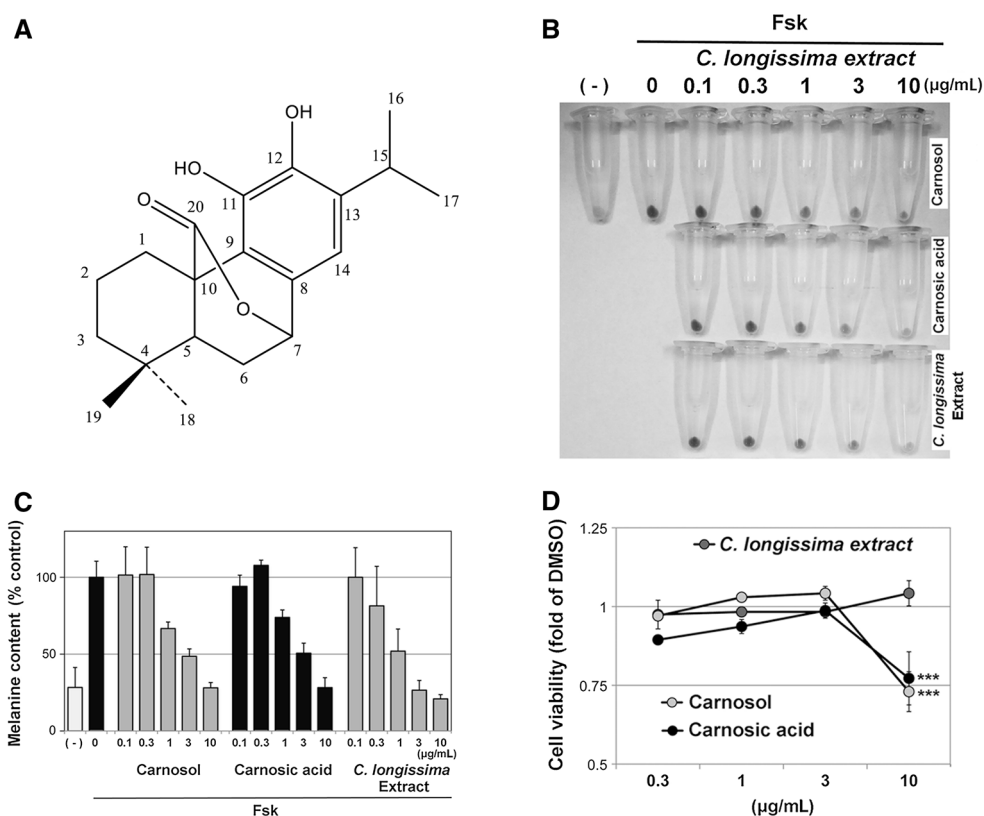 A
OH
HO
O
O
16
12
15
17
11
13
20
9
14
1
8
2
10
3
4
5
7
6
19
18
B
Fsk
C. longissima extract
(-) 0 0.1 0.3 1 3 10 (µg/mL)
Carnosol
Carnosic acid
C. longissima
Extract
C
Melanine content (% control)
100
50
0
(-) 0 0.1 0.3 1 3 10 0.1 0.3 1 3 10 0.1 0.3 1 3 10
(µg/mL)
Carnosol Carnosic acid C. longissima
Extract
Fsk
D
Cell viability (fold of DMSO)
1.25
1
0.75
0.5
C. longissima extract
***
***
Carnosol
Carnosic acid
0.3 1 3 10
(µg/mL)